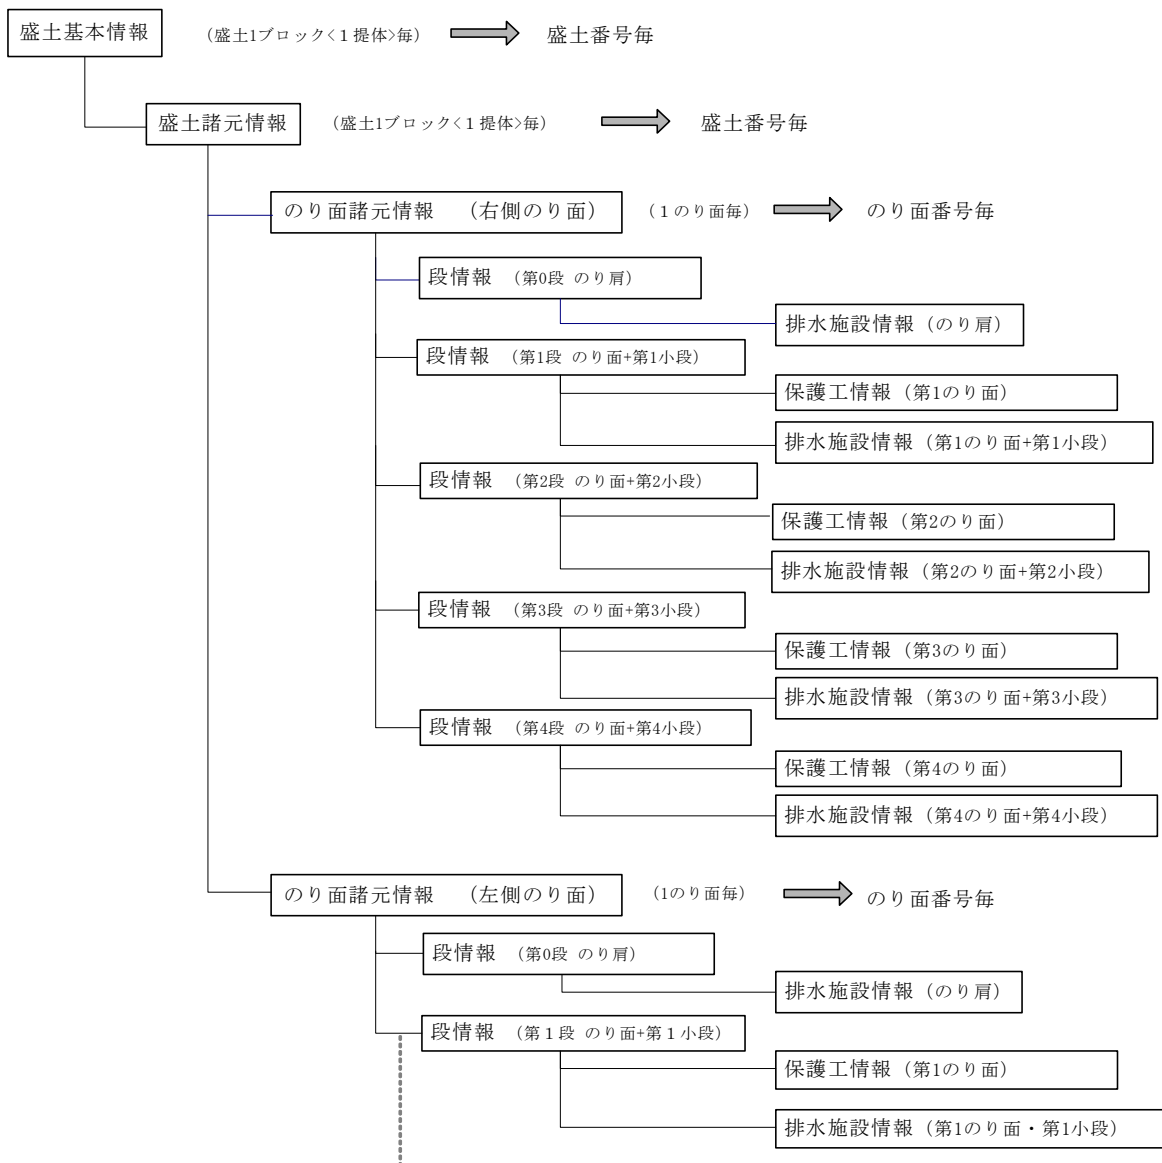 盛土基本情報 (盛土1ブロック<１提体>毎) 盛土番号毎
盛土諸元情報 (盛土1ブロック<１提体>毎) 盛土番号毎
のり面諸元情報 (右側のり面) (１のり面毎) のり面番号毎
段情報 (第0段 のり肩)
排水施設情報 (のり肩)
段情報 (第1段 のり面+第1小段)
保護工情報 (第1のり面)
排水施設情報 (第1のり面+第1小段)
段情報 (第2段 のり面+第2小段)
保護工情報 (第2のり面)
排水施設情報 (第2のり面+第2小段)
段情報 (第3段 のり面+第3小段)
保護工情報 (第3のり面)
排水施設情報 (第3のり面+第3小段)
段情報 (第4段 のり面+第4小段)
保護工情報 (第4のり面)
排水施設情報 (第4のり面+第4小段)
のり面諸元情報 (左側のり面) (1のり面毎) のり面番号毎
段情報 (第0段 のり肩)
排水施設情報 (のり肩)
段情報 (第１段 のり面+第１小段)
保護工情報 (第1のり面)
排水施設情報 (第1のり面・第1小段)